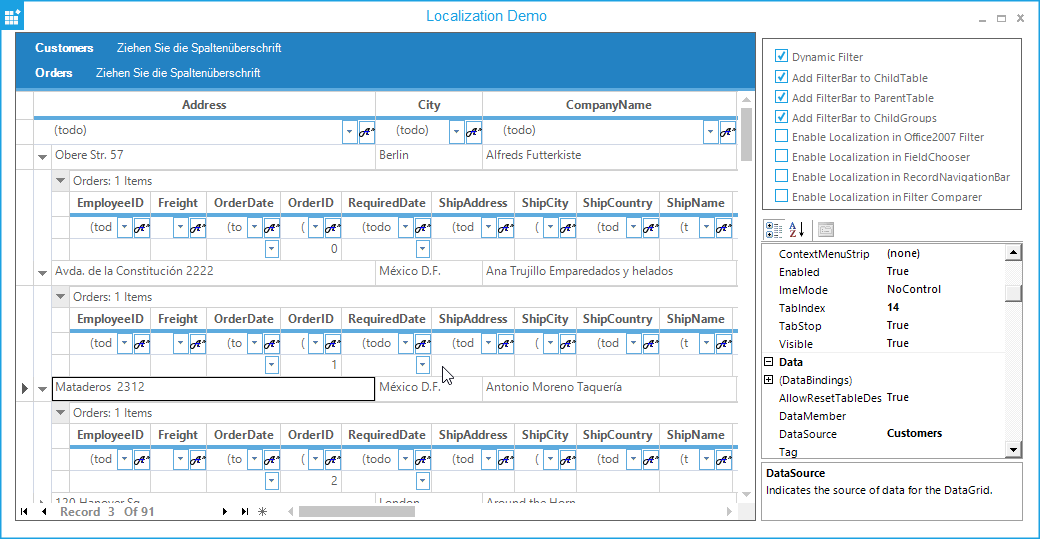 Localization Demo
Customers Ziehen Sie die Spaltenüberschrift
Orders Ziehen Sie die Spaltenüberschrift
Address City CompanyName
(todo) (todo) (todo)
Obere Str. 57 Berlin Alfreds Futterkiste
Orders: 1 Items
EmployeeID Freight OrderDate OrderID RequiredDate ShipAddress ShipCity ShipCountry ShipName
(tod (to ( (todo (tod (t (tod (t
0
Avda. de la Constitución 2222 México D.F. Ana Trujillo Emparedados y helados
Orders: 1 Items
EmployeeID Freight OrderDate OrderID RequiredDate ShipAddress ShipCity ShipCountry ShipName
(tod (to ( (todo (tod (t (tod (t
1
Mataderos 2312 México D.F. Antonio Moreno Taquería
Orders: 1 Items
EmployeeID Freight OrderDate OrderID RequiredDate ShipAddress ShipCity ShipCountry ShipName
(tod (to ( (todo (tod (t (tod (t
2
120 Hanover Sq. London Around the Horn
Record 3 Of 91
Dynamic Filter
Add FilterBar to ChildTable
Add FilterBar to ParentTable
Add FilterBar to ChildGroups
Enable Localization in Office2007 Filter
Enable Localization in FieldChooser
Enable Localization in RecordNavigationBar
Enable Localization in Filter Comparer
ContextMenuStrip (none)
Enabled True
ImeMode NoControl
TabIndex 14
TabStop True
Visible True
Data
(DataBindings)
AllowResetTableDes True
DataMember
DataSource Customers
Tag
DataSource
Indicates the source of data for the DataGrid.